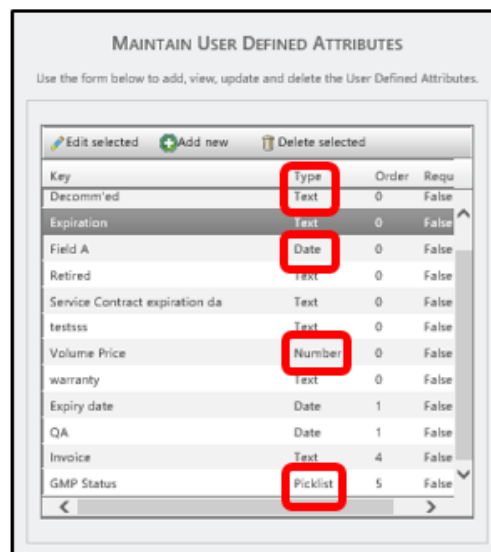 MAINTAIN USER DEFINED ATTRIBUTES
Use the form below to add, view, update and delete the User Defined Attributes.
Edit selected Add new Delete selected
Key Type Order Requ
Decomm'ed Text 0 False
Expiration Text 0 False
Field A Date 0 False
Retired Text 0 False
Service Contract expiration da Text 0 False
testsss Text 0 False
Volume Price Number 0 False
warranty Text 0 False
Expiry date Date 1 False
QA Date 1 False
Invoice Text 4 False
GMP Status Picklist 5 False